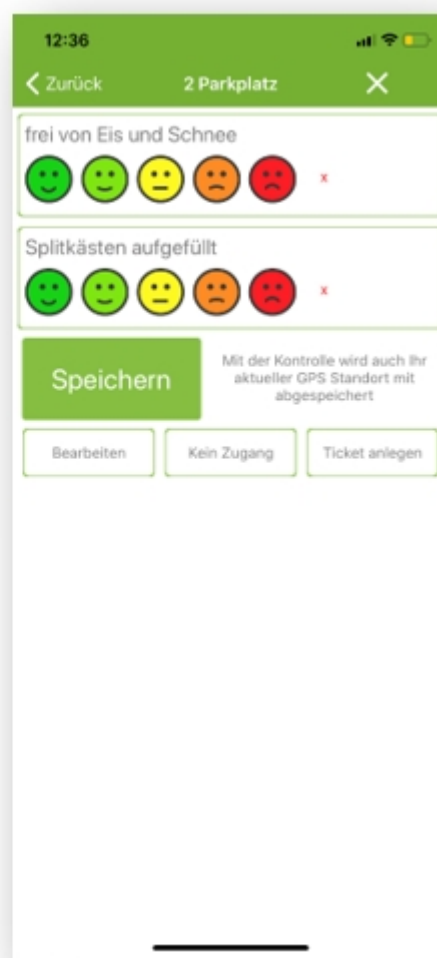 12:36
Zurück
2 Parkplatz
frei von Eis und Schnee
x
Splitkästen aufgefüllt
x
Speichern
Mit der Kontrolle wird auch Ihr
aktueller GPS Standort mit
abgespeichert
Bearbeiten
Kein Zugang
Ticket anlegen